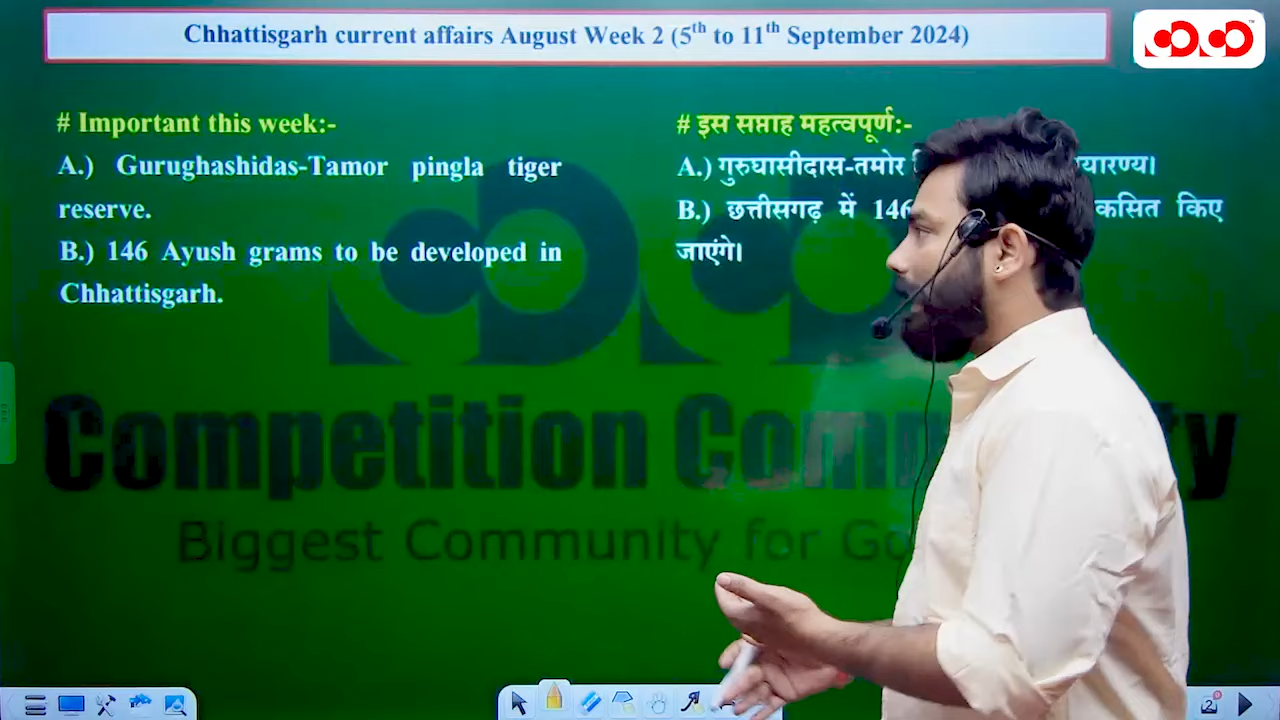 Chhattisgarh current affairs August Week 2 (5th to 11th September 2024)
# Important this week:-
A.) Gurughashidas-Tamor pingla tiger
reserve.
B.) 146 Ayush grams to be developed in
Chhattisgarh.
# इस सप्ताह महत्वपूर्ण:-
A.) गुरुघासीदास-तमोर
B.) छत्तीसगढ़ में 146 किए
जाएंगे।
Competition
Biggest Community for
2